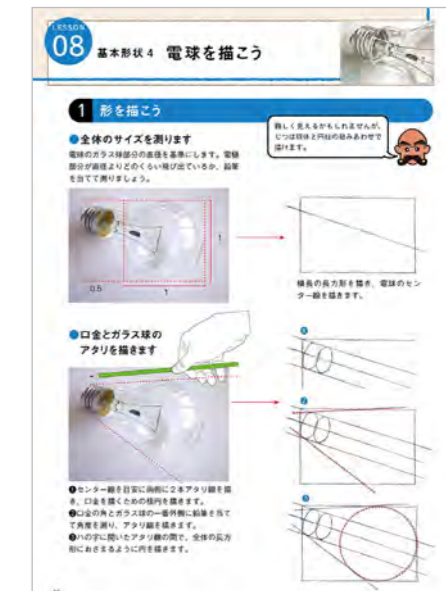 LESSON
08 基本形状 4 電球を描こう
1 形を描こう
●全体のサイズを測ります
電球のガラス球部分の直径を基準にします。電極
部分が直径よりどのくらい飛び出ているか、鉛筆
を当てて測りましょう。
難しく見えるかもしれませんが、
じつは球体と円柱の組みあわせで
描けます。
1
0.5
1
横長の長方形を描き、電球のセン
ター線を描きます。
●口金とガラス球の
アタリを描きます
❶
❷
❸
❶センター線を目安に両側に2本アタリ線を描
き、口金を描くための楕円を描きます。
❷口金の角とガラス球の一番外側に鉛筆を当て
て角度を測り、アタリ線を描きます。
❸ハの字に開いたアタリ線の間で、全体の長方
形におさまるように円を描きます。